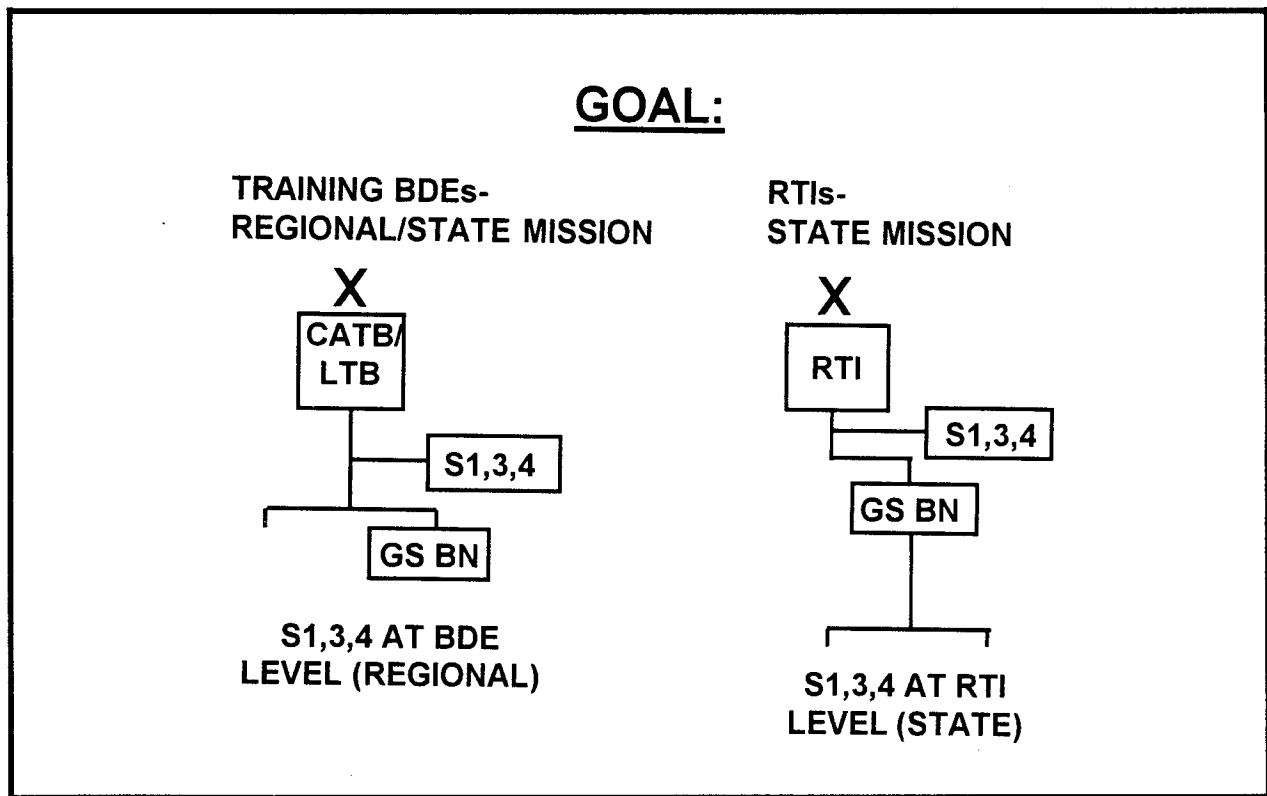 GOAL:
TRAINING BDEs-
REGIONAL/STATE MISSION
X
CATB/
LTB
S1,3,4
GS BN
S1,3,4 AT BDE
LEVEL (REGIONAL)
RTIs-
STATE MISSION
X
RTI
S1,3,4
GS BN
S1,3,4 AT RTI
LEVEL (STATE)